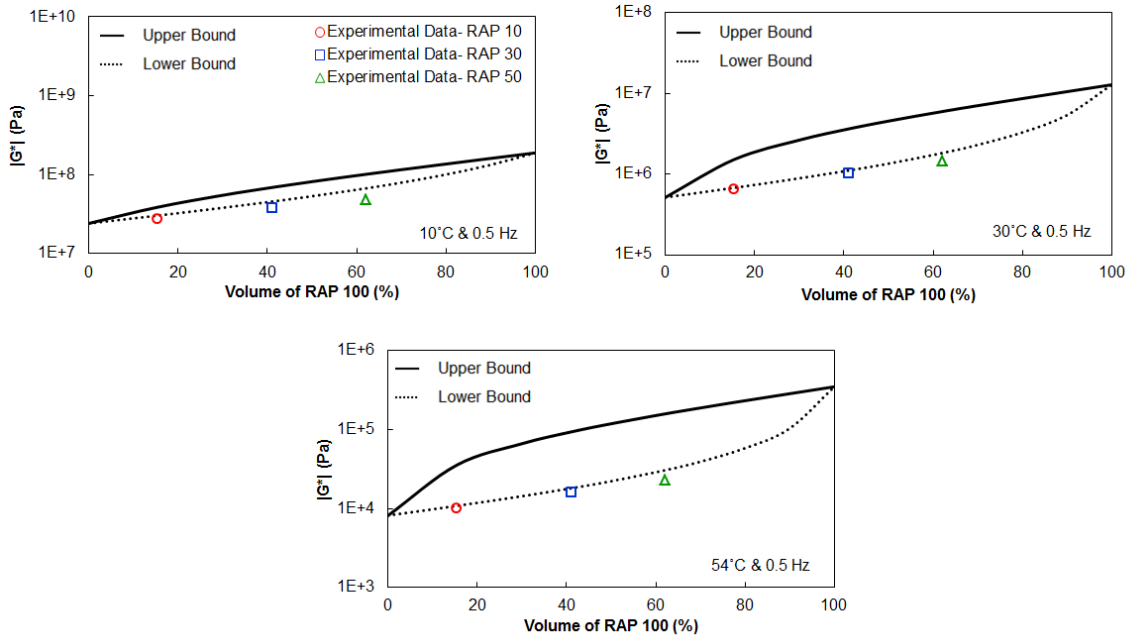 1E+10
1E+9
1E+8
1E+7
|G*| (Pa)
Upper Bound
Lower Bound
Experimental Data- RAP 10
Experimental Data- RAP 30
Experimental Data- RAP 50
10˚C & 0.5 Hz
0 20 40 60 80 100
Volume of RAP 100 (%)
1E+8
1E+7
1E+6
1E+5
|G*| (Pa)
Upper Bound
Lower Bound
30˚C & 0.5 Hz
0 20 40 60 80 100
Volume of RAP 100 (%)
1E+6
1E+5
1E+4
1E+3
|G*| (Pa)
Upper Bound
Lower Bound
54˚C & 0.5 Hz
0 20 40 60 80 100
Volume of RAP 100 (%)